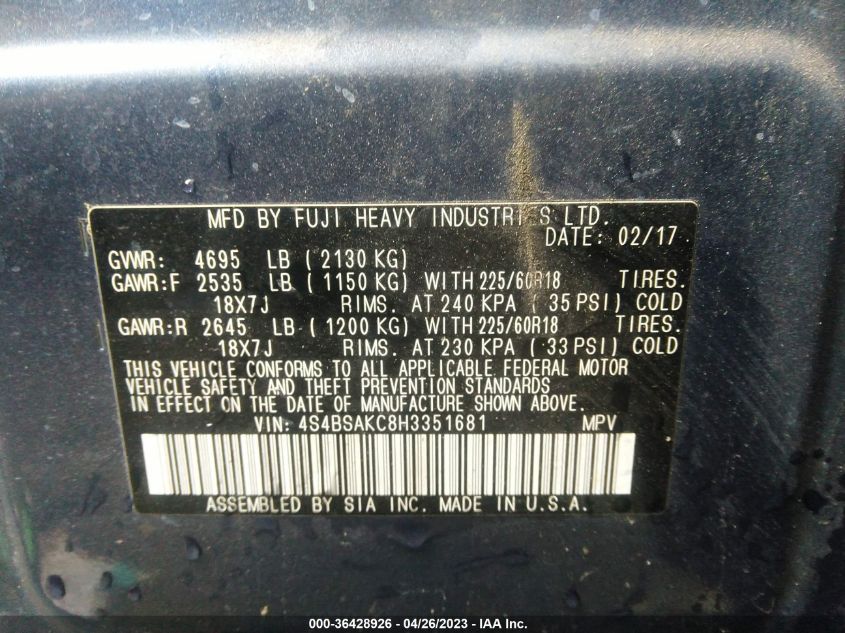 MFD BY FUJI HEAVY INDUSTRI S LTD.
DATE: 02/17
GVWR: 4695 LB ( 2130 KG)
GAWR:F 2535 LB ( 1150 KG) WITH 225/60R18 TIRES.
18X7J RIMS. AT 240 KPA ( 35 PSI) COLD
GAWR:R 2645 LB ( 1200 KG) WITH 225/60R18 TIRES.
18X7J RIMS. AT 230 KPA ( 33 PSI) COLD
THIS VEHICLE CONFORMS TO ALL APPLICABLE FEDERAL MOTOR
VEHICLE SAFETY AND THEFT PREVENTION STANDARDS
IN EFFECT ON THE DATE OF MANUFACTURE SHOWN ABOVE.
VIN: 4S4BSAKC8H3351681 MPV
ASSEMBLED BY SIA INC. MADE IN U.S.A.
000-36428926 - 04/26/2023 - IAA Inc.